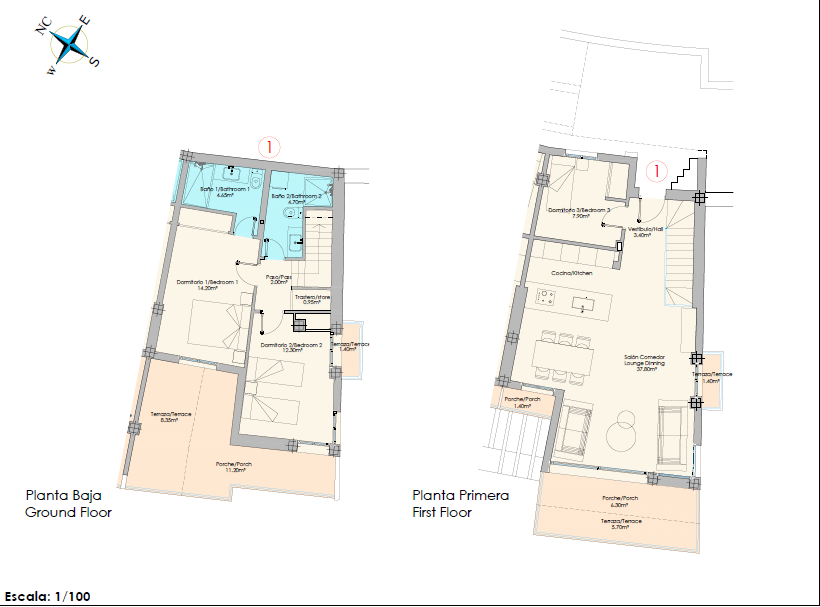 NC
E
W
S
1
Baño 1/Bathroom 1
4.65m²
Baño 2/Bathroom 2
4.70m²
Paso/Pass
2.00m²
Dormitorio 1/Bedroom 1
14.20m²
Trastero/store
0.95m²
Dormitorio 2/Bedroom 2
12.30m²
Terraza/Terrace
1.40m²
Terraza/Terrace
8.35m²
Porche/Porch
11.20m²
Planta Baja
Ground Floor
1
Dormitorio 3/Bedroom 3
7.90m²
Vestibulo/Hall
3.40m²
Cocina/Kitchen
Salón Comedor
Lounge Dinning
37.80m²
Terraza/Terrace
1.40m²
Porche/Porch
1.40m²
Porche/Porch
6.30m²
Terraza/Terrace
5.70m²
Planta Primera
First Floor
Escala: 1/100